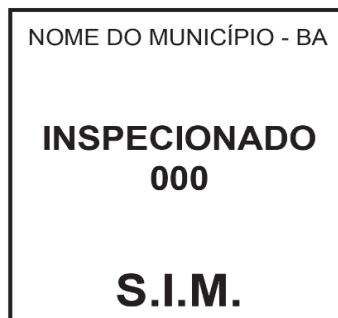 NOME DO MUNICÍPIO - BA
INSPECIONADO
000
S.I.M.